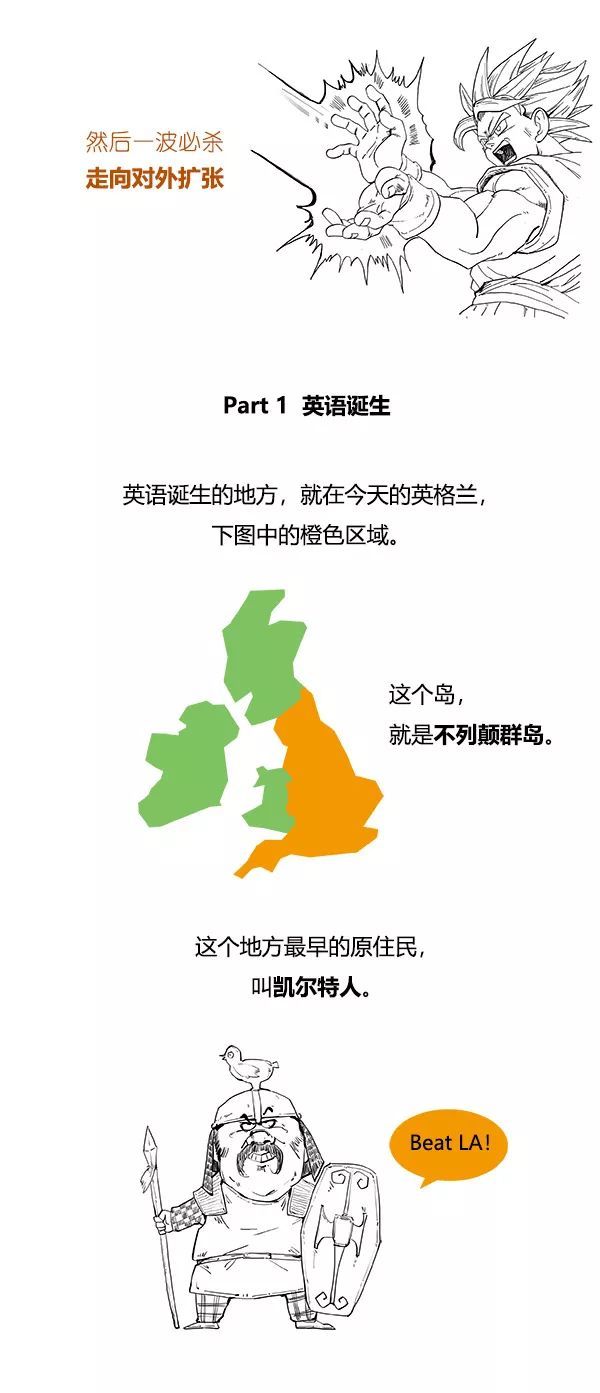 然后一波必杀
走向对外扩张
Part 1 英语诞生
英语诞生的地方，就在今天的英格兰，
下图中的橙色区域。
这个岛，
就是不列颠群岛。
这个地方最早的原住民，
叫凯尔特人。
Beat LA!